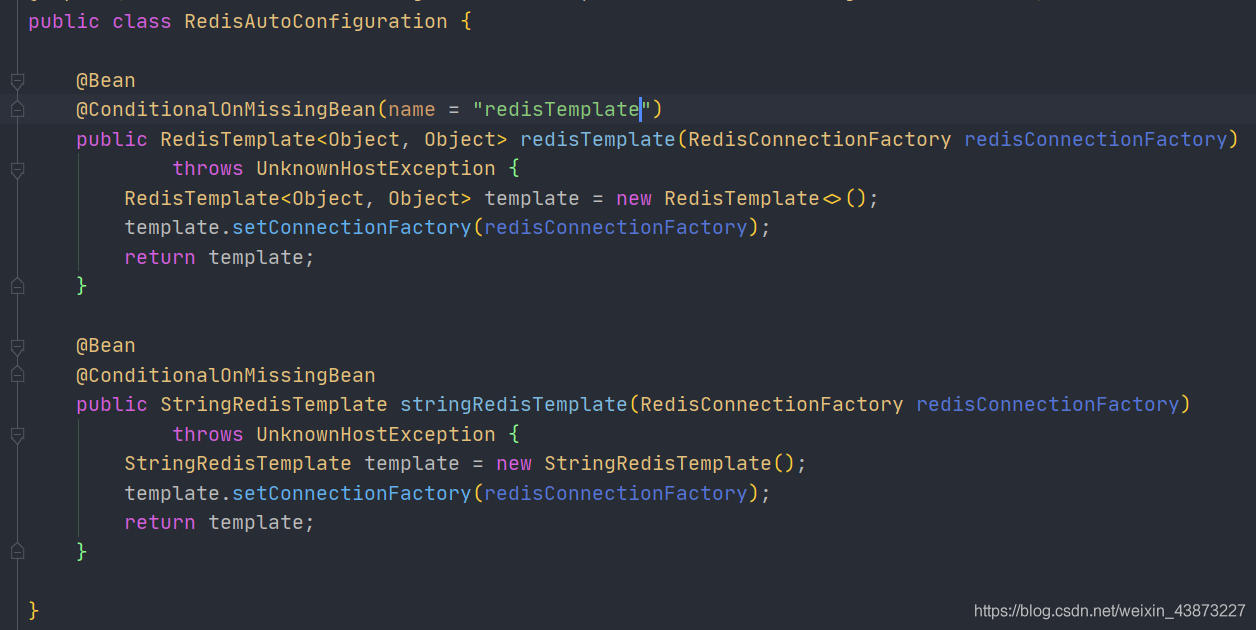 public class RedisAutoConfiguration {
@Bean
@ConditionalOnMissingBean(name = "redisTemplate")
public RedisTemplate<Object, Object> redisTemplate(RedisConnectionFactory redisConnectionFactory)
throws UnknownHostException {
RedisTemplate<Object, Object> template = new RedisTemplate<>();
template.setConnectionFactory(redisConnectionFactory);
return template;
}
@Bean
@ConditionalOnMissingBean
public StringRedisTemplate stringRedisTemplate(RedisConnectionFactory redisConnectionFactory)
throws UnknownHostException {
StringRedisTemplate template = new StringRedisTemplate();
template.setConnectionFactory(redisConnectionFactory);
return template;
}
}
https://blog.csdn.net/weixin_43873227